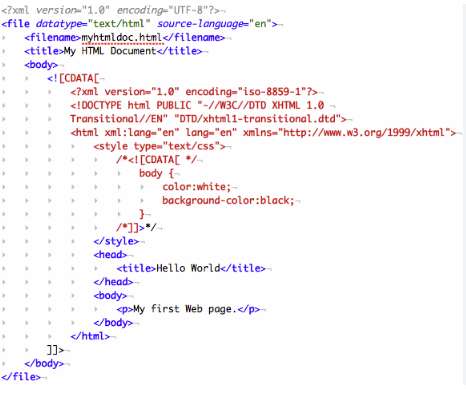 <?xml version="1.0" encoding="UTF-8"?>
<file datatype="text/html" source-language="en">
<filename>myhtmldoc.html</filename>
<title>My HTML Document</title>
<body>
<![CDATA[
<?xml version="1.0" encoding="iso-8859-1"?>
<!DOCTYPE html PUBLIC "-//W3C//DTD XHTML 1.0
Transitional//EN" "DTD/xhtml1-transitional.dtd">
<html xml:lang="en" lang="en" xmlns="http://www.w3.org/1999/xhtml">
<style type="text/css">
/*<![CDATA[ */
body {
color:white;
background-color:black;
}
/*]]>*/
</style>
<head>
<title>Hello World</title>
</head>
<body>
<p>My first Web page.</p>
</body>
</html>
]]>
</body>
</file>